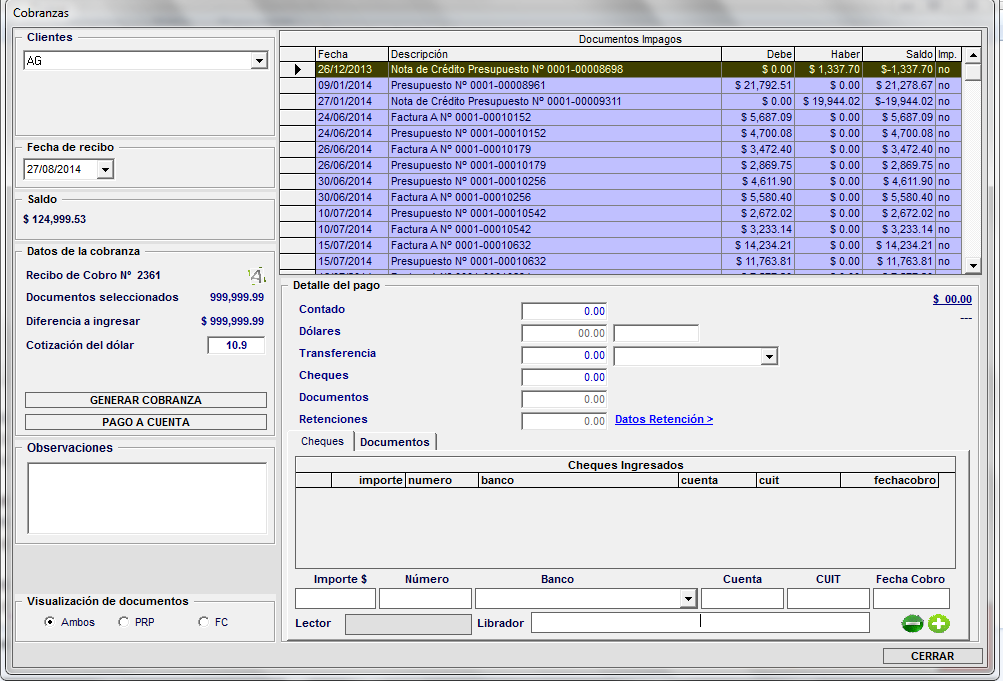 Cobranzas
Clientes
AG
Fecha de recibo
27/08/2014
Saldo
$ 124,999.53
Datos de la cobranza
Recibo de Cobro Nº 2361
Documentos seleccionados 999,999.99
Diferencia a ingresar $ 999,999.99
Cotización del dólar 10.9
GENERAR COBRANZA
PAGO A CUENTA
Observaciones
Visualización de documentos
Ambos PRP FC
Documentos Impagos
Fecha Descripción Debe Haber Saldo Imp.
26/12/2013 Nota de Crédito Presupuesto Nº 0001-00008698 $ 0.00 $ 1,337.70 $-1,337.70 no
09/01/2014 Presupuesto Nº 0001-00008961 $ 21,792.51 $ 0.00 $ 21,278.67 no
27/01/2014 Nota de Crédito Presupuesto Nº 0001-00009311 $ 0.00 $ 19,944.02 $-19,944.02 no
24/06/2014 Factura A Nº 0001-00010152 $ 5,687.09 $ 0.00 $ 5,687.09 no
24/06/2014 Presupuesto Nº 0001-00010152 $ 4,700.08 $ 0.00 $ 4,700.08 no
26/06/2014 Factura A Nº 0001-00010179 $ 3,472.40 $ 0.00 $ 3,472.40 no
26/06/2014 Presupuesto Nº 0001-00010179 $ 2,869.75 $ 0.00 $ 2,869.75 no
30/06/2014 Presupuesto Nº 0001-00010256 $ 4,611.90 $ 0.00 $ 4,611.90 no
30/06/2014 Factura A Nº 0001-00010256 $ 5,580.40 $ 0.00 $ 5,580.40 no
10/07/2014 Presupuesto Nº 0001-00010542 $ 2,672.02 $ 0.00 $ 2,672.02 no
10/07/2014 Factura A Nº 0001-00010542 $ 3,233.14 $ 0.00 $ 3,233.14 no
15/07/2014 Factura A Nº 0001-00010632 $ 14,234.21 $ 0.00 $ 14,234.21 no
15/07/2014 Presupuesto Nº 0001-00010632 $ 11,763.81 $ 0.00 $ 11,763.81 no
Detalle del pago
$ 00.00
---
Contado 0.00
Dólares 00.00
Transferencia 0.00
Cheques 0.00
Documentos 0.00
Retenciones 0.00 Datos Retención >
Cheques Documentos
Cheques Ingresados
importe numero banco cuenta cuit fechacobro
Importe $ Número Banco Cuenta CUIT Fecha Cobro
Lector Librador
CERRAR